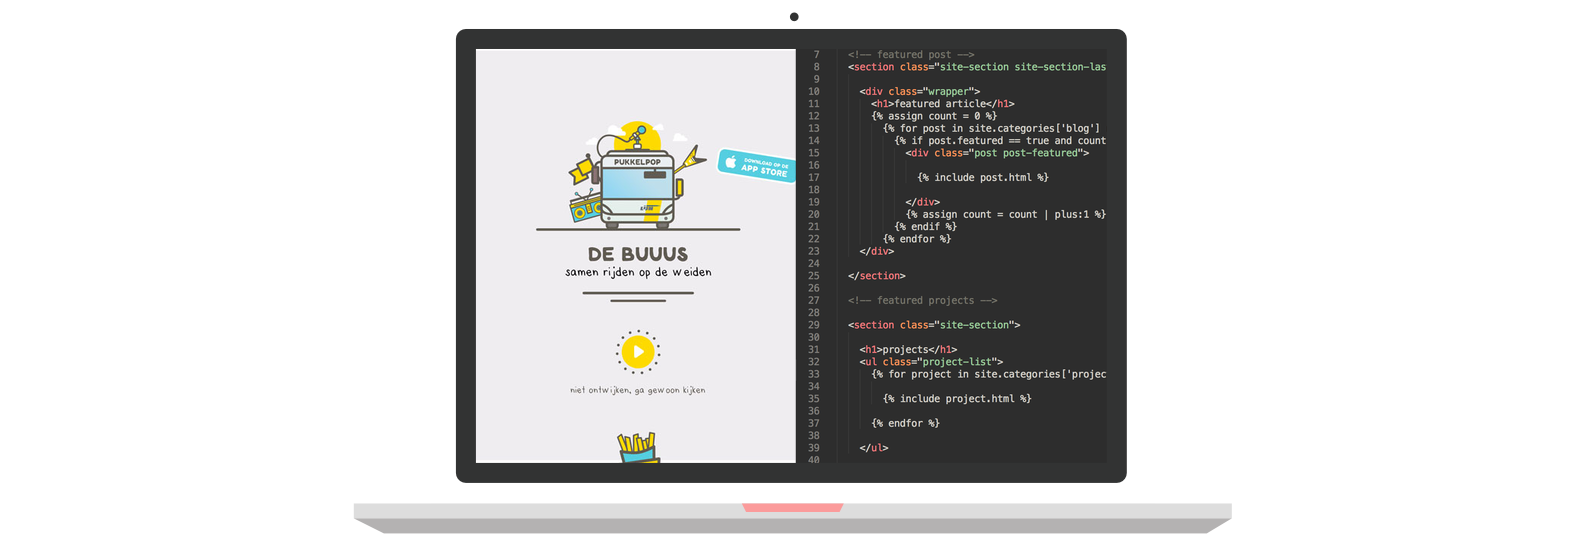 PUKKELPOP
DOWNLOAD OP DE
APP STORE
DE BUUUS
samen rijden op de weiden
niet ontwijken, ga gewoon kijken
7 <!-- featured post -->
8 <section class="site-section site-section-las
9
10 <div class="wrapper">
11 <h1>featured article</h1>
12 {% assign count = 0 %}
13 {% for post in site.categories['blog']
14 {% if post.featured == true and count
15 <div class="post post-featured">
16
17 {% include post.html %}
18
19 </div>
20 {% assign count = count | plus:1 %}
21 {% endif %}
22 {% endfor %}
23 </div>
24
25 </section>
26
27 <!-- featured projects -->
28
29 <section class="site-section">
30
31 <h1>projects</h1>
32 <ul class="project-list">
33 {% for project in site.categories['projec
34
35 {% include project.html %}
36
37 {% endfor %}
38
39 </ul>
40